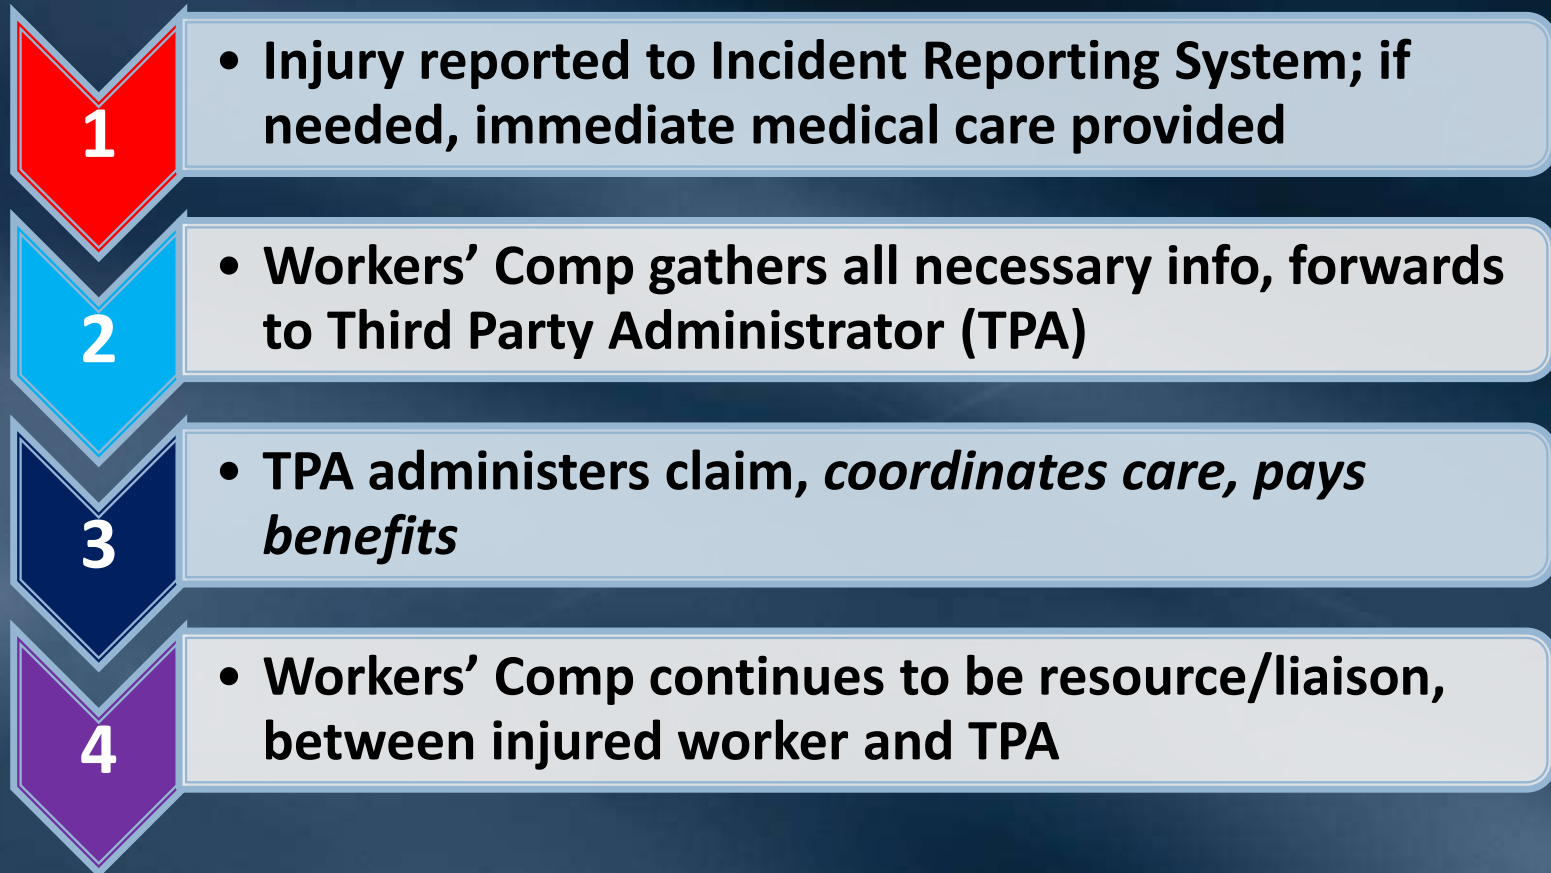 1
• Injury reported to Incident Reporting System; if
needed, immediate medical care provided
2
• Workers’ Comp gathers all necessary info, forwards
to Third Party Administrator (TPA)
3
• TPA administers claim, coordinates care, pays
benefits
4
• Workers’ Comp continues to be resource/liaison,
between injured worker and TPA